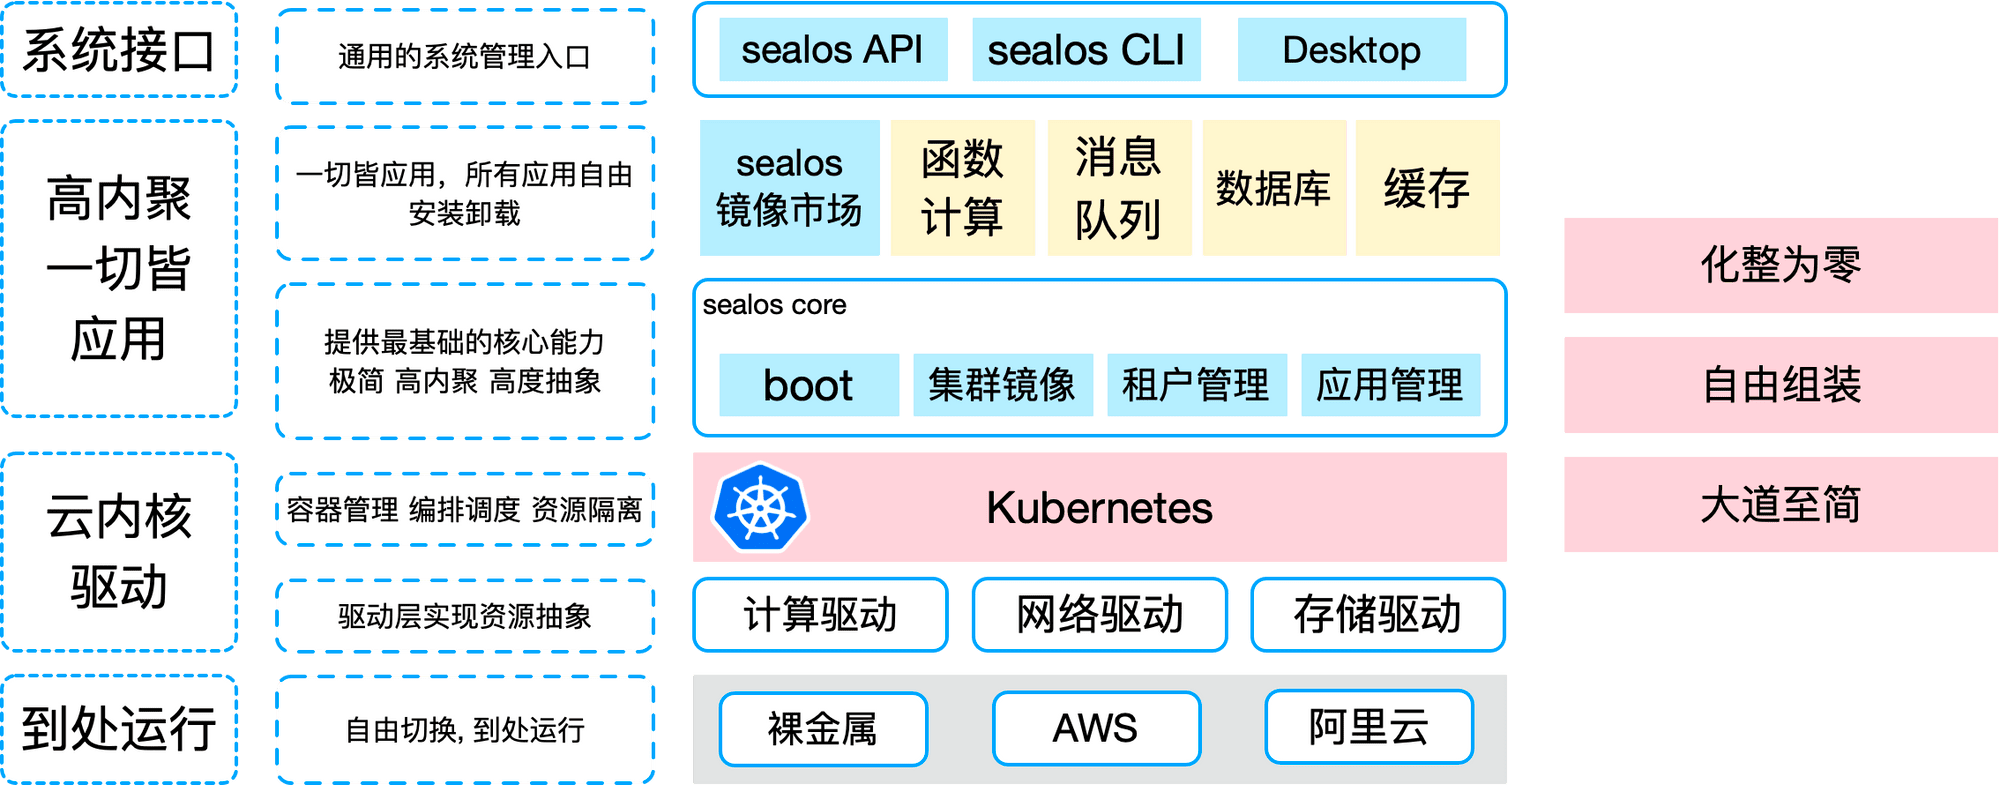 系统接口
通用的系统管理入口
sealos API
sealos CLI
Desktop
高内聚
一切皆
应用
一切皆应用，所有应用自由
安装卸载
sealos
镜像市场
函数
计算
消息
队列
数据库
缓存
提供最基础的核心能力
极简 高内聚 高度抽象
sealos core
boot
集群镜像
租户管理
应用管理
云内核
驱动
容器管理 编排调度 资源隔离
Kubernetes
驱动层实现资源抽象
计算驱动
网络驱动
存储驱动
到处运行
自由切换, 到处运行
裸金属
AWS
阿里云
化整为零
自由组装
大道至简